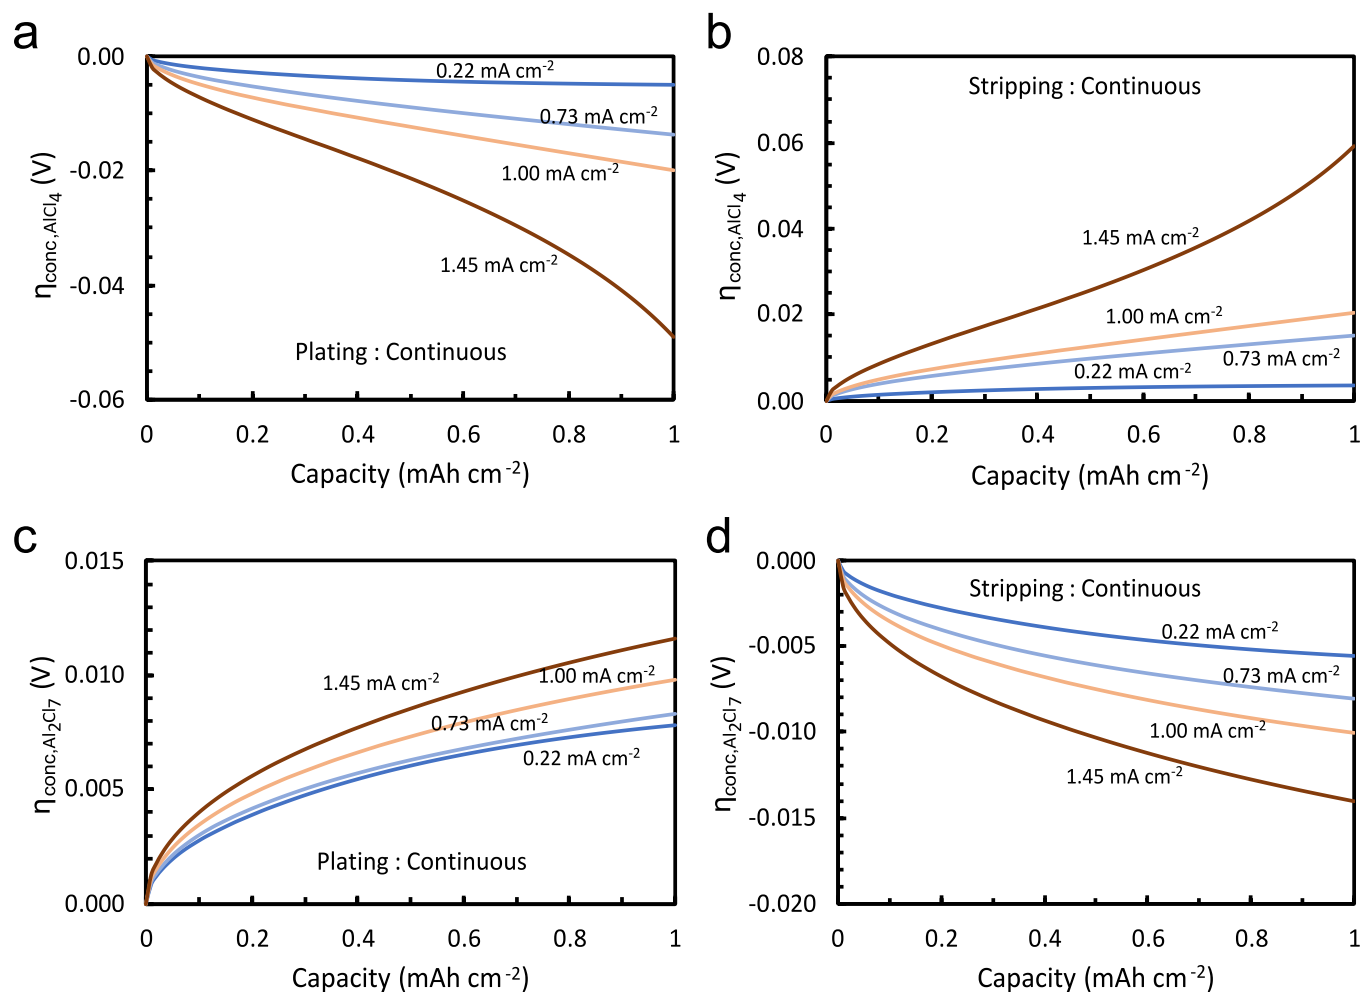 a
0.00
-0.02
-0.04
-0.06
ηconc,AlCl4 (V)
0.22 mA cm-2
0.73 mA cm-2
1.00 mA cm-2
1.45 mA cm-2
Plating : Continuous
0 0.2 0.4 0.6 0.8 1
Capacity (mAh cm-2)
b
0.08
0.06
0.04
0.02
0.00
ηconc,AlCl4 (V)
Stripping : Continuous
1.45 mA cm-2
1.00 mA cm-2
0.73 mA cm-2
0.22 mA cm-2
0 0.2 0.4 0.6 0.8 1
Capacity (mAh cm-2)
c
0.015
0.010
0.005
0.000
ηconc,Al2Cl7 (V)
1.45 mA cm-2
1.00 mA cm-2
0.73 mA cm-2
0.22 mA cm-2
Plating : Continuous
0 0.2 0.4 0.6 0.8 1
Capacity (mAh cm-2)
d
0.000
-0.005
-0.010
-0.015
-0.020
ηconc,Al2Cl7 (V)
Stripping : Continuous
0.22 mA cm-2
0.73 mA cm-2
1.00 mA cm-2
1.45 mA cm-2
0 0.2 0.4 0.6 0.8 1
Capacity (mAh cm-2)